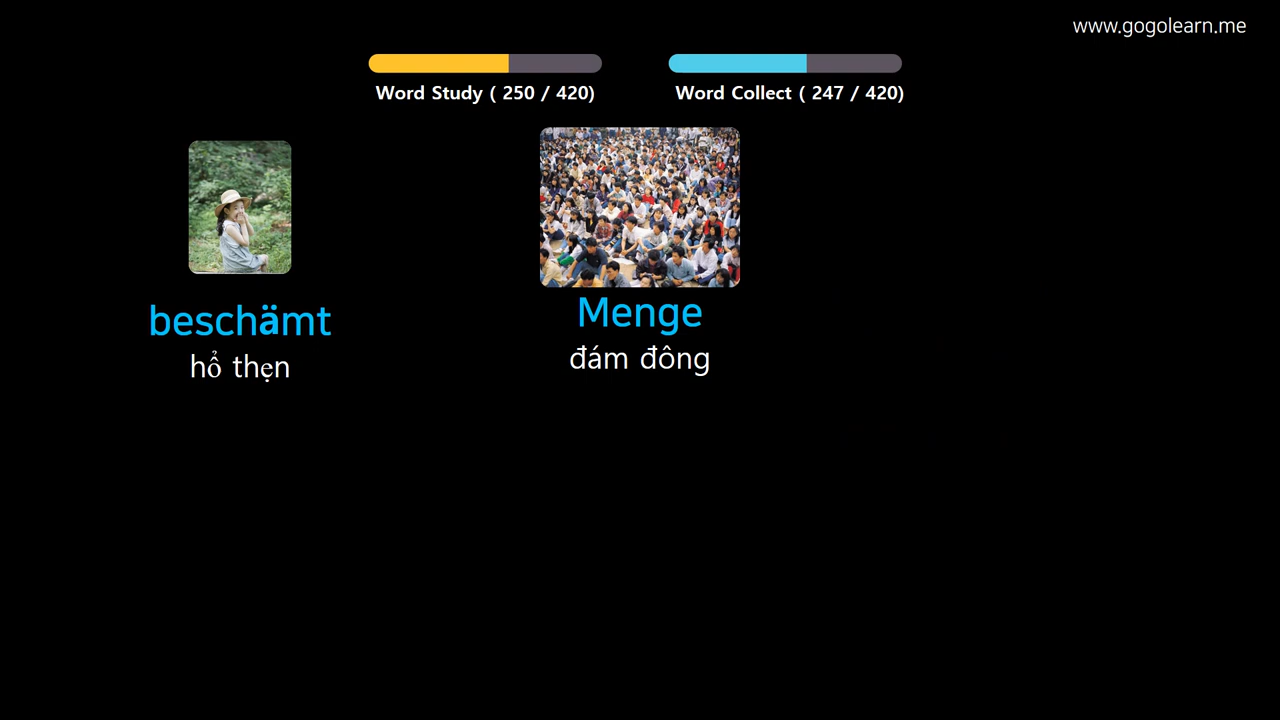 www.gogolearn.me
Word Study ( 250 / 420)
Word Collect ( 247 / 420)
beschämt
hổ thẹn
Menge
đám đông